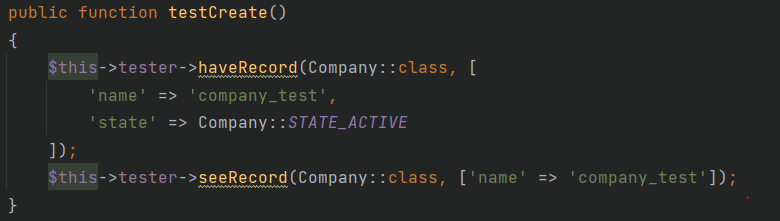 public function testCreate()
{
$this->tester->haveRecord(Company::class, [
'name' => 'company_test',
'state' => Company::STATE_ACTIVE
]);
$this->tester->seeRecord(Company::class, ['name' => 'company_test']);
}